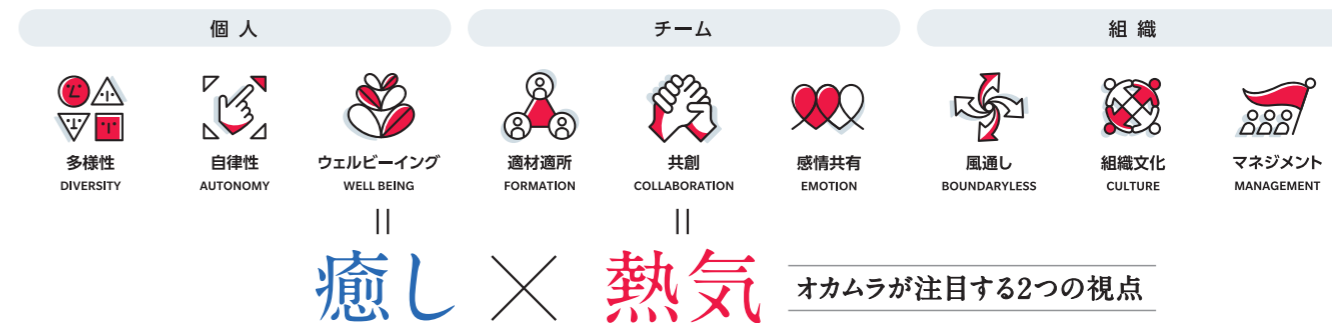 個人
チーム
組織
多様性
DIVERSITY
自律性
AUTONOMY
ウェルビーイング
WELL BEING
適材適所
FORMATION
共創
COLLABORATION
感情共有
EMOTION
風通し
BOUNDARYLESS
組織文化
CULTURE
マネジメント
MANAGEMENT
癒し×熱気
オカムラが注目する2つの視点